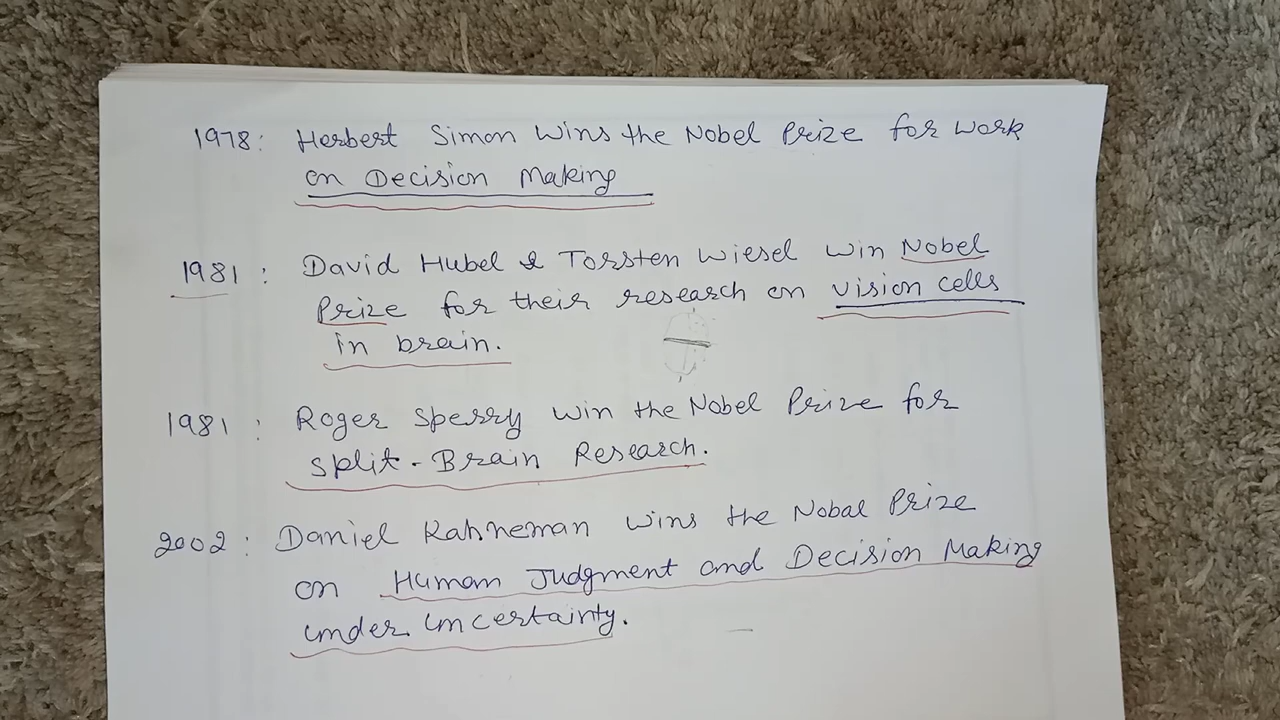 1978: Herbert Simon wins the Nobel Prize for work
on Decision Making
1981: David Hubel & Torsten Wiesel win Nobel
Prize for their research on vision cells
in brain.
1981: Roger Sperry win the Nobel Prize for
Split-Brain Research.
2002: Daniel Kahneman wins the Nobal Prize
on Human Judgment and Decision Making
under uncertainty.